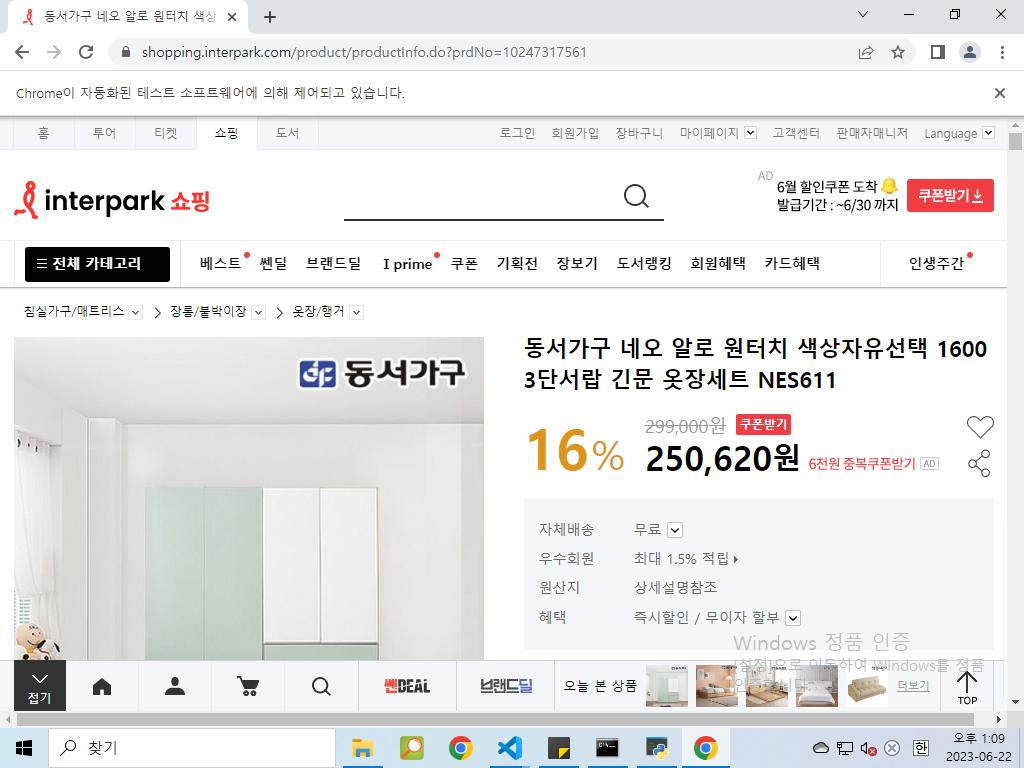 동서가구 네오 알로 원터치 색상
shopping.interpark.com/product/productInfo.do?prdNo=10247317561
Chrome이 자동화된 테스트 소프트웨어에 의해 제어되고 있습니다.
홈 투어 티켓 쇼핑 도서 로그인 회원가입 장바구니 마이페이지 고객센터 판매자매니저 Language
interpark 쇼핑
AD 6월 할인쿠폰 도착
발급기간 : ~6/30 까지
쿠폰받기
전체 카테고리 베스트 쎈딜 브랜드딜 I prime 쿠폰 기획전 장보기 도서랭킹 회원혜택 카드혜택 인생주간
침실가구/매트리스 장롱/붙박이장 옷장/행거
동서가구
동서가구 네오 알로 원터치 색상자유선택 1600
3단서랍 긴문 옷장세트 NES611
16%
299,000원 쿠폰받기
250,620원 6천원 중복쿠폰받기 AD
자체배송 무료
우수회원 최대 1.5% 적립
원산지 상세설명참조
혜택 즉시할인 / 무이자 할부
Windows 정품 인증
[설정]으로 이동하여 Windows를 정품
인증합니다.
접기 쎈DEAL 브랜드딜 오늘 본 상품 더보기 TOP
찾기
한
오후 1:09
2023-06-22